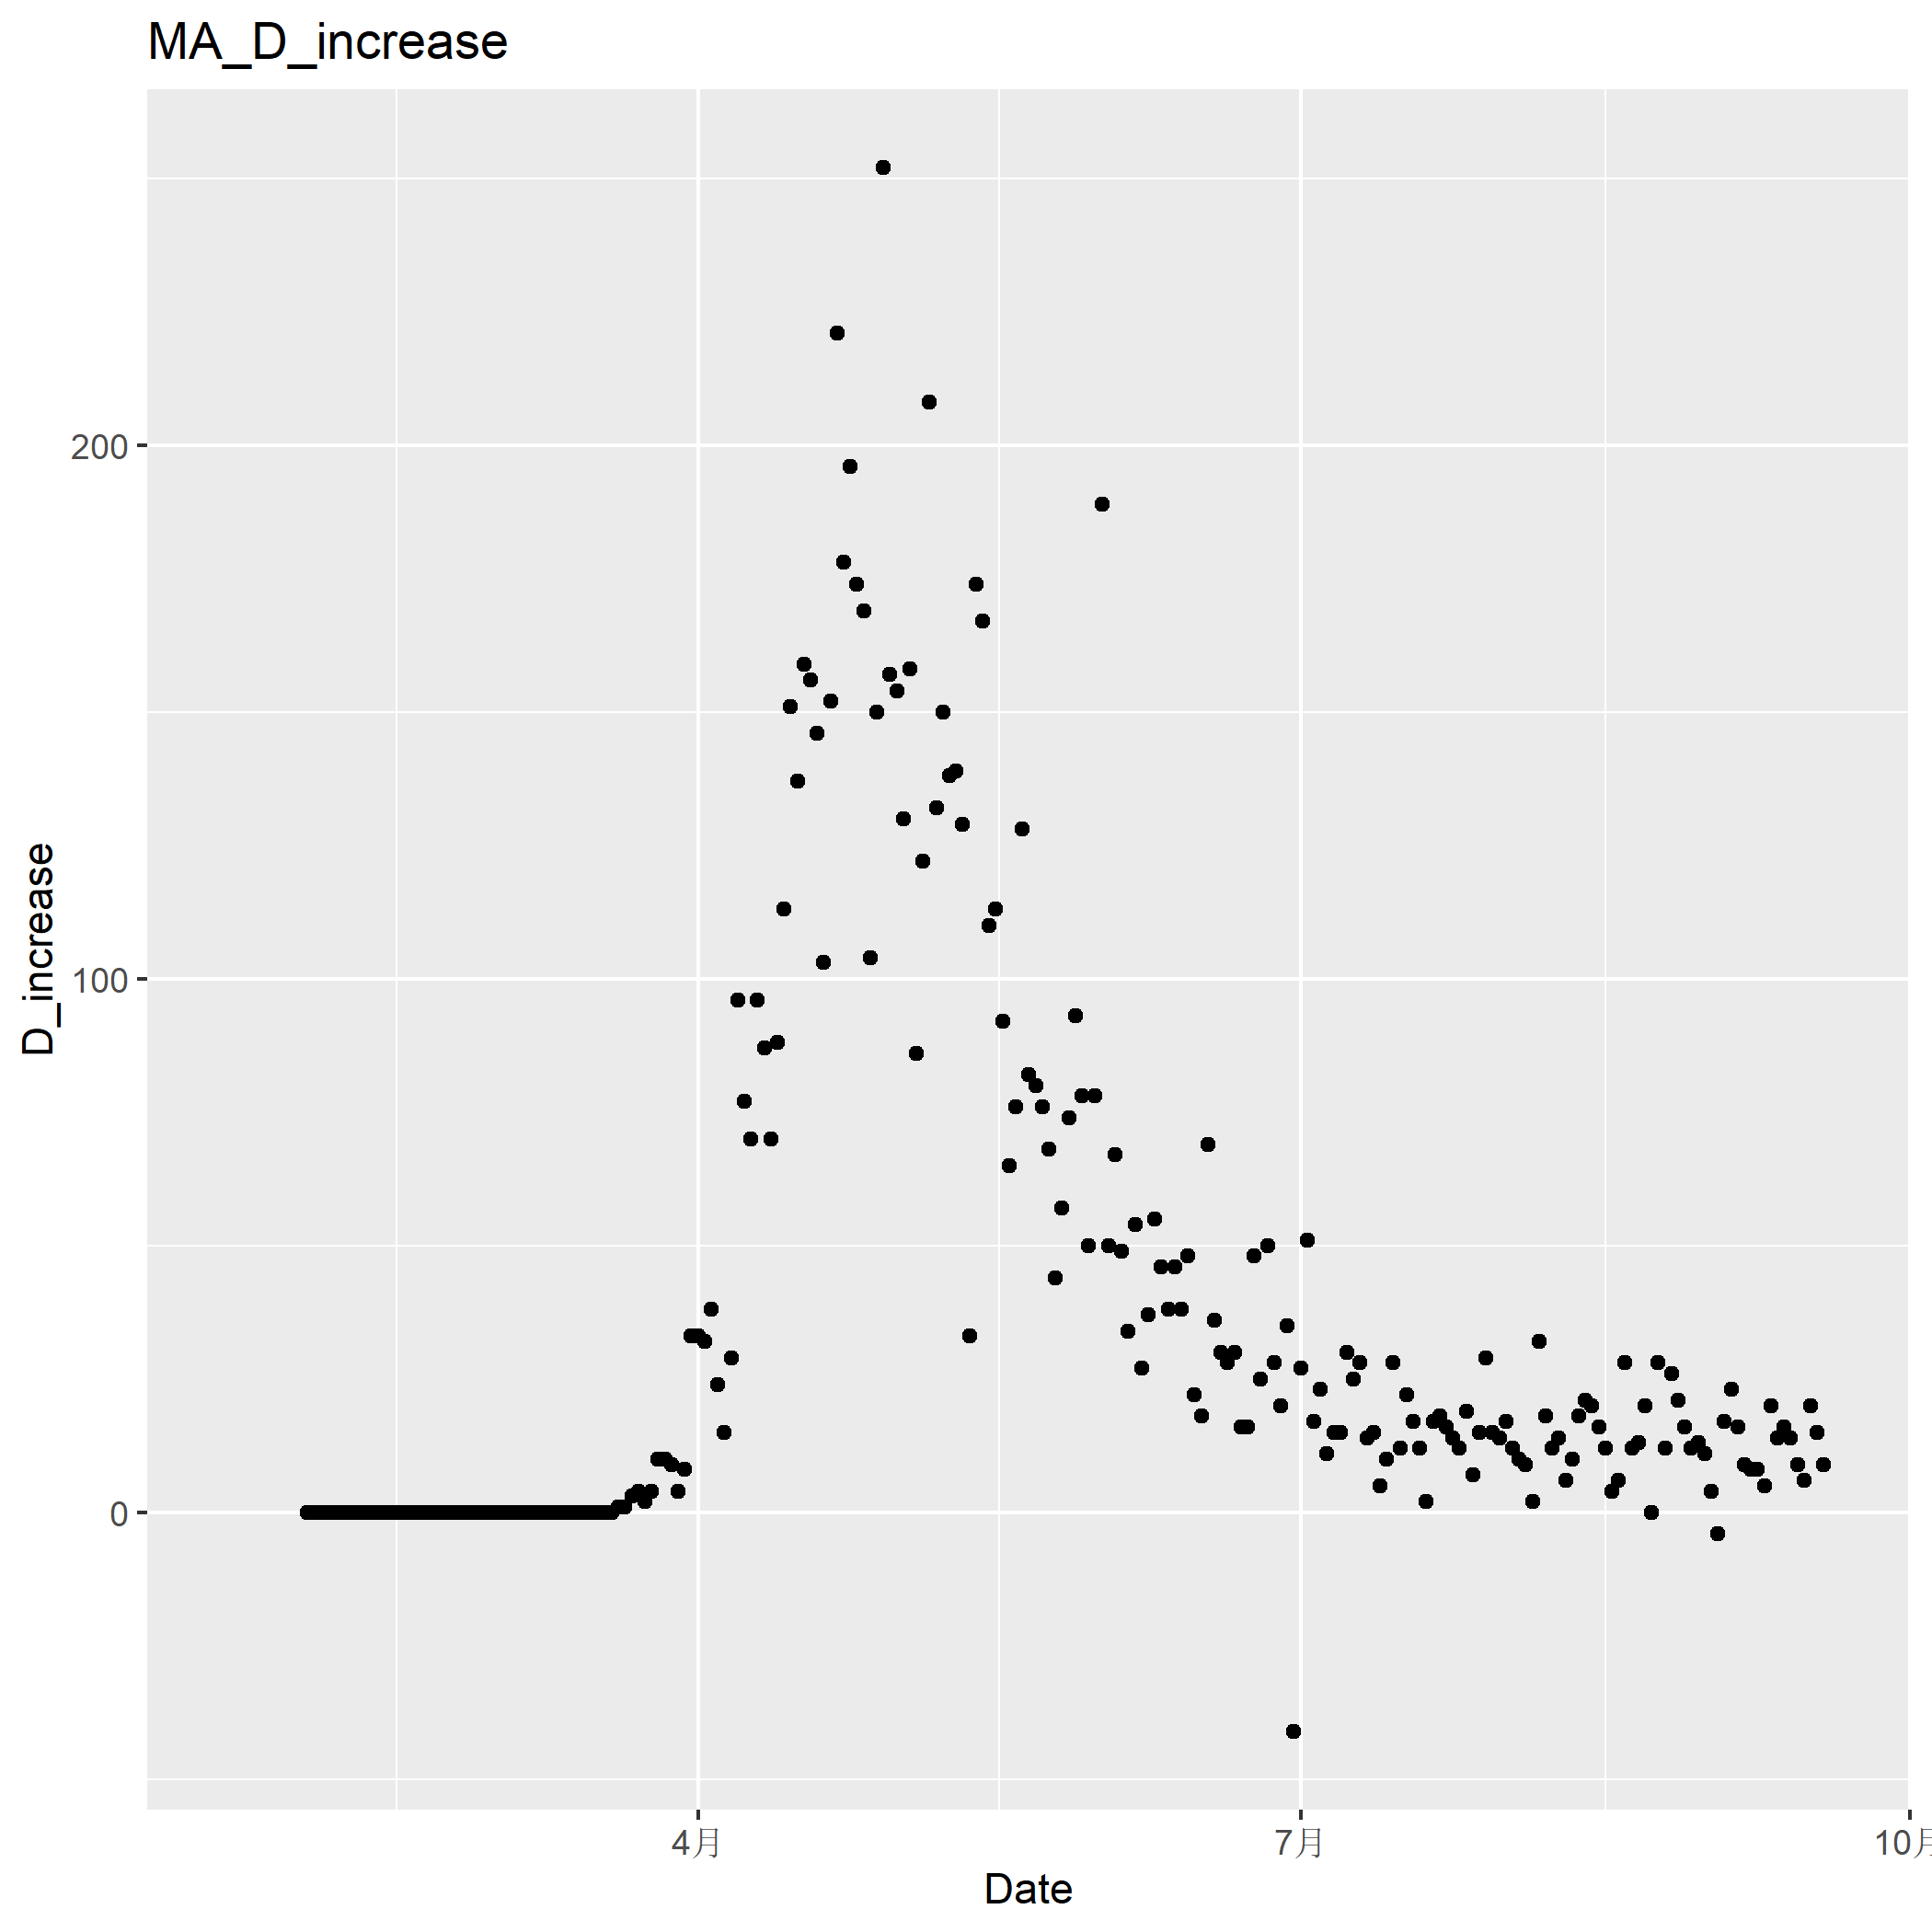 MA_D_increase
D_increase
200
100
0
4月
7月
10月
Date